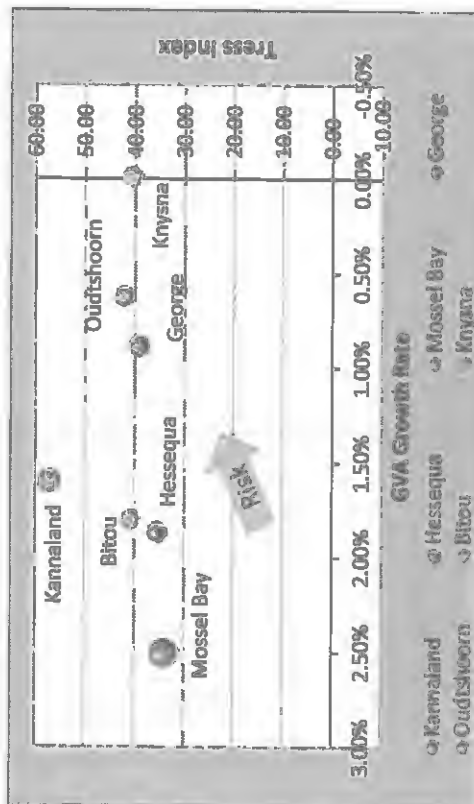 60.00
Kannaland
50.00
Oudtshoorn
Bitou
40.00
Knysna
George
Hessequa
Mossel Bay
30.00
Risk
20.00
10.00
0.00
3.00% 2.50% 2.00% 1.50% 1.00% 0.50% 0.00% -0.50%
-10.00
Tress Index
GVA Growth Rate
Kannaland Hessequa Mossel Bay George
Oudtshoorn Bitou Knysna